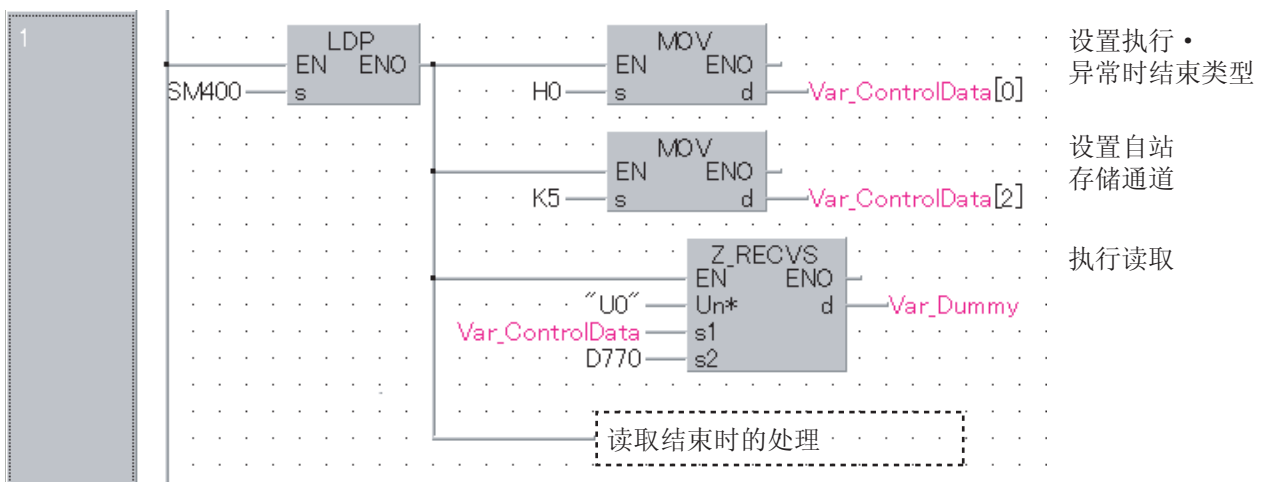 1
LDP
EN ENO
SM400 s
MOV
EN ENO
H0 s d Var_ControlData[0]
设置执行·
异常时结束类型
MOV
EN ENO
K5 s d Var_ControlData[2]
设置自站
存储通道
Z_RECVS
EN ENO
"U0" Un* d Var_Dummy
Var_ControlData s1
D770 s2
执行读取
读取结束时的处理